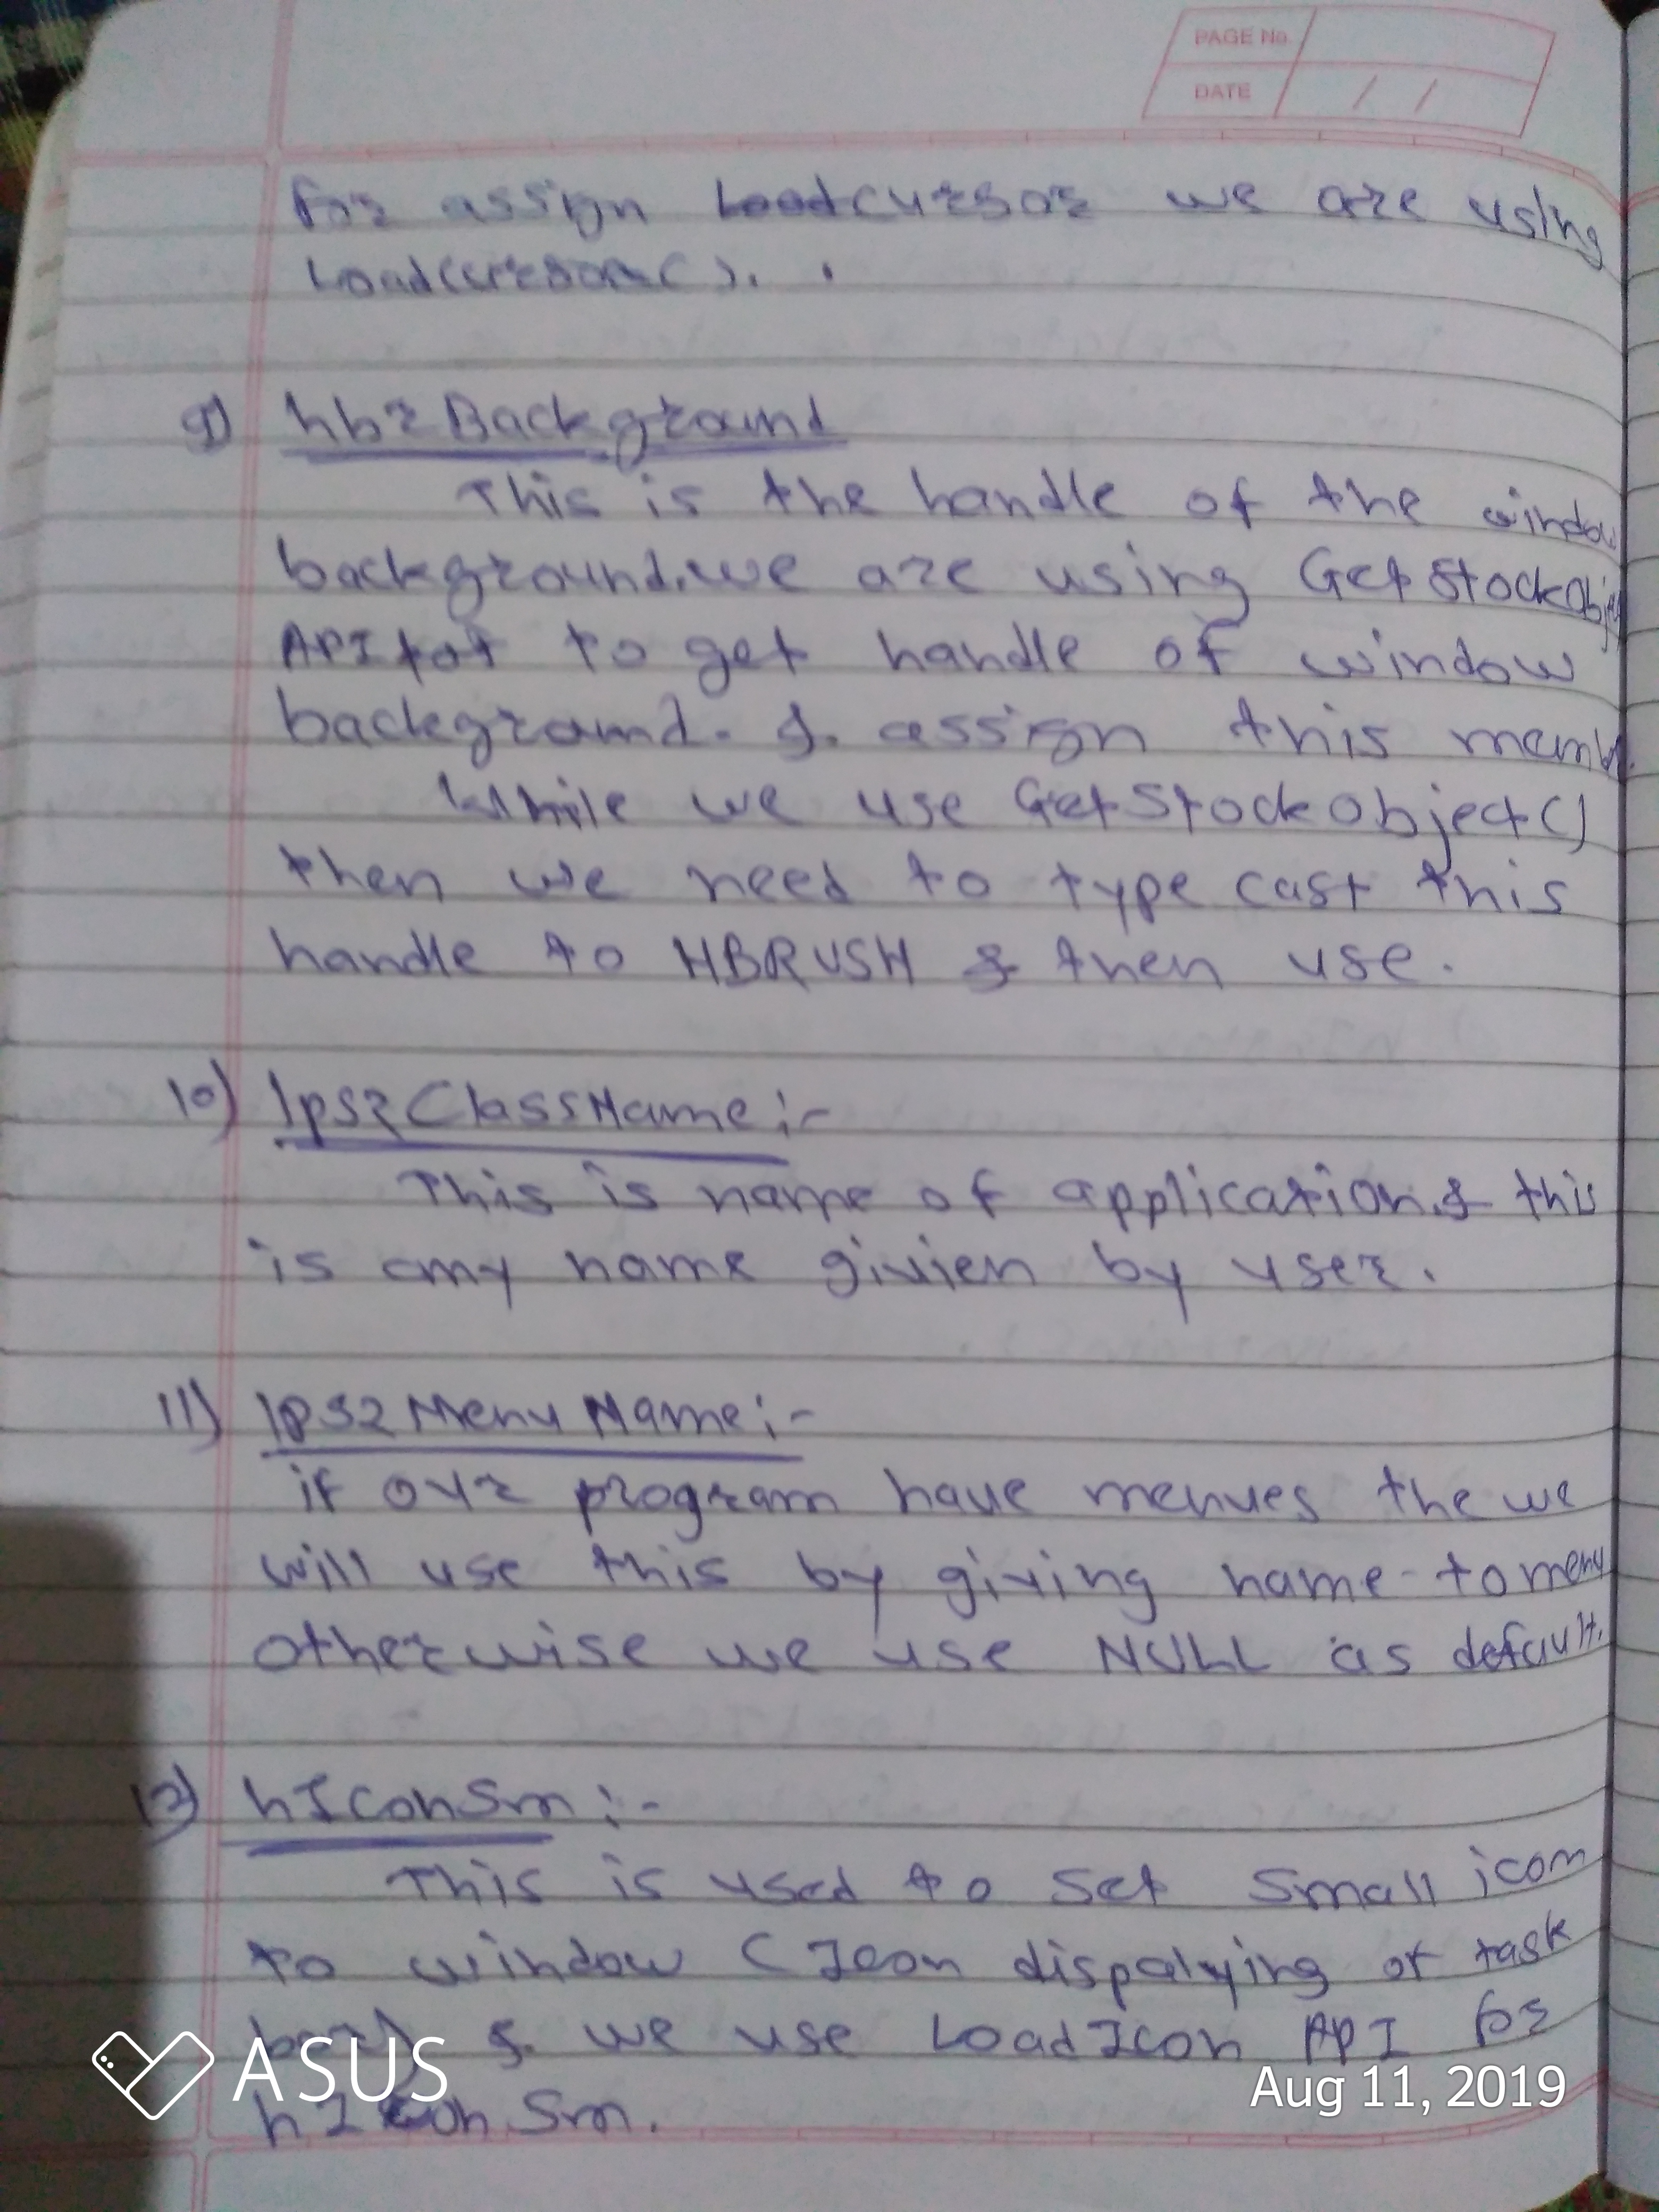 PAGE No.
DATE / /
for assign Loadcursor we are using
LoadCursor().
9) hbrBackground
This is the handle of the window
background. we are using GetStockObje
API to get handle of window
background. & assign this memb
While we use GetStockObject()
then we need to type cast this
handle to HBRUSH & then use.
10) lpszClassName:-
This is name of application. & this
is any name givien by user.
11) lpszMenuName:-
if our program have menues the we
will use this by giving name to menu
otherwise we use NULL as default.
12) hIconSm :-
This is used to set small icon
to window (Icon dispalying of task
bar) & we use LoadIcon API for
hIconSm.
ASUS
Aug 11, 2019